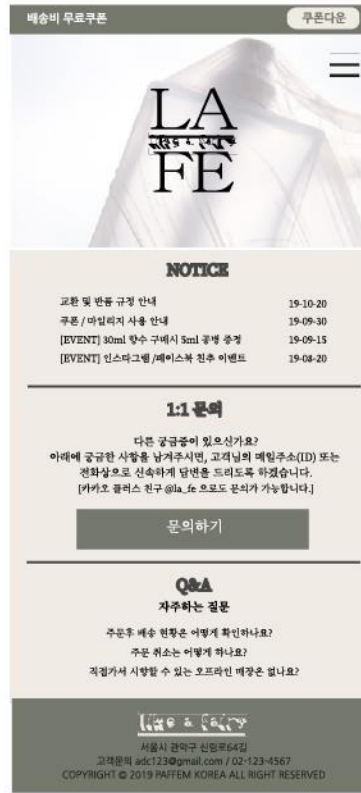 배송비 무료쿠폰
쿠폰다운
LA
like a fairy
FE
NOTICE
교환 및 반품 규정 안내 19-10-20
쿠폰 / 마일리지 사용 안내 19-09-30
[EVENT] 30ml 향수 구매시 5ml 공병 증정 19-09-15
[EVENT] 인스타그램 /페이스북 친추 이벤트 19-08-20
1:1 문의
다른 궁금증이 있으신가요?
아래에 궁금한 사항을 남겨주시면, 고객님의 메일주소(ID) 또는
전화상으로 신속하게 답변을 드리도록 하겠습니다.
[카카오 플러스 친구 @la_fe 으로도 문의가 가능합니다.]
문의하기
Q&A
자주하는 질문
주문후 배송 현황은 어떻게 확인하나요?
주문 취소는 어떻게 하나요?
직접가서 시향할 수 있는 오프라인 매장은 없나요?
like a fairy
서울시 관악구 신림로64길
고객문의 adc123@gmail.com / 02-123-4567
COPYRIGHT © 2019 PAFFEM KOREA ALL RIGHT RESERVED